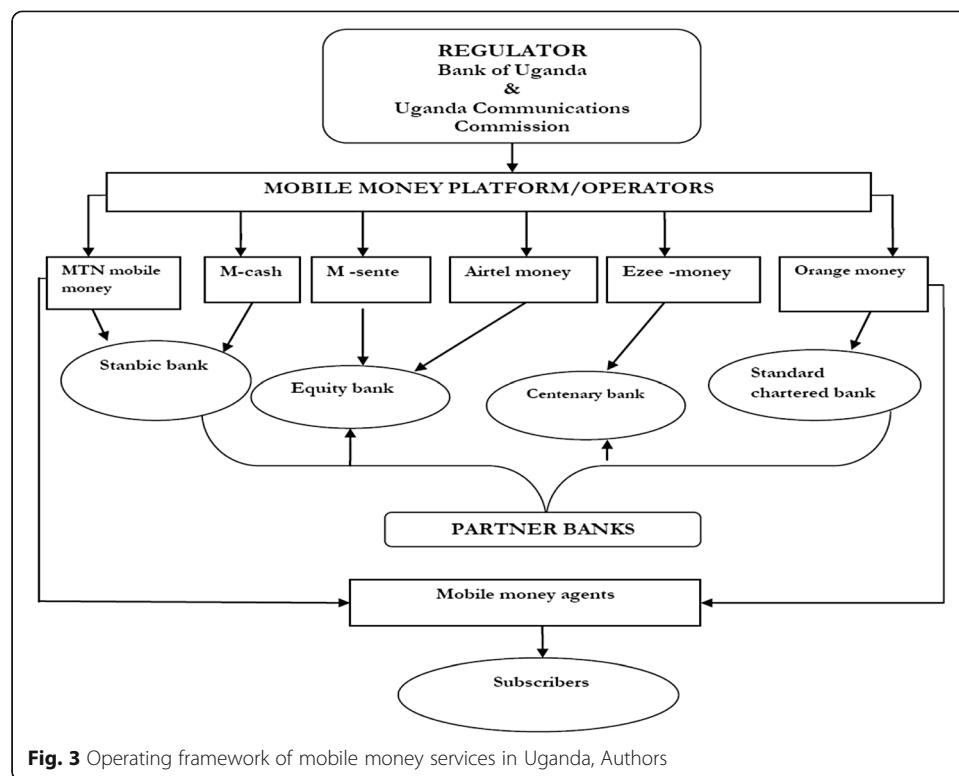 REGULATOR
Bank of Uganda
&
Uganda Communications
Commission
MOBILE MONEY PLATFORM/OPERATORS
MTN mobile
money
M-cash
M -sente
Airtel money
Ezee -money
Orange money
Stanbic bank
Equity bank
Centenary bank
Standard
chartered bank
PARTNER BANKS
Mobile money agents
Subscribers
Fig. 3 Operating framework of mobile money services in Uganda, Authors